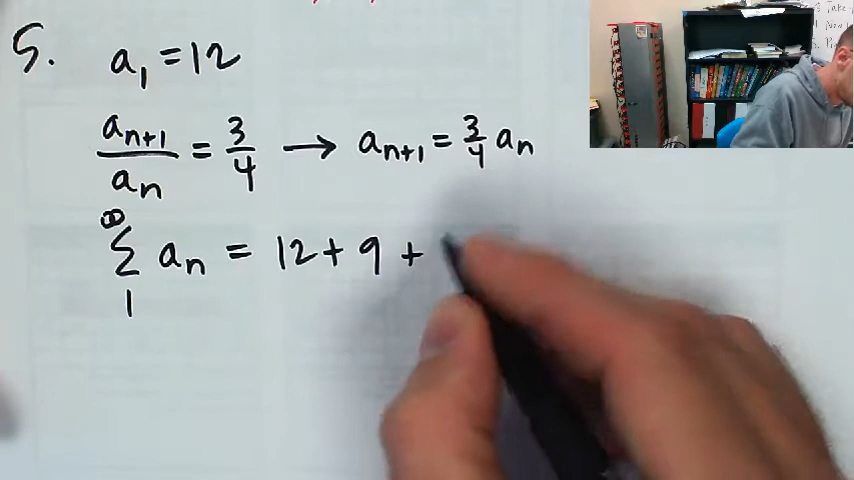 5. a₁ = 12
aₙ₊₁/aₙ = 3/4 → aₙ₊₁ = 3/4 aₙ
∞ Σ 1 aₙ = 12 + 9 +